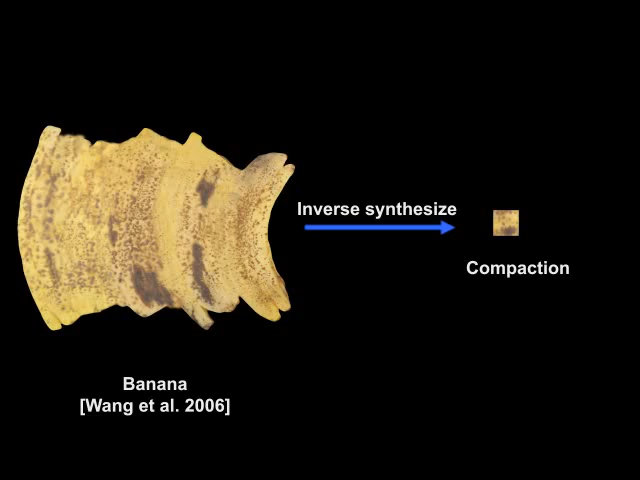 Inverse synthesize
Compaction
Banana
[Wang et al. 2006]